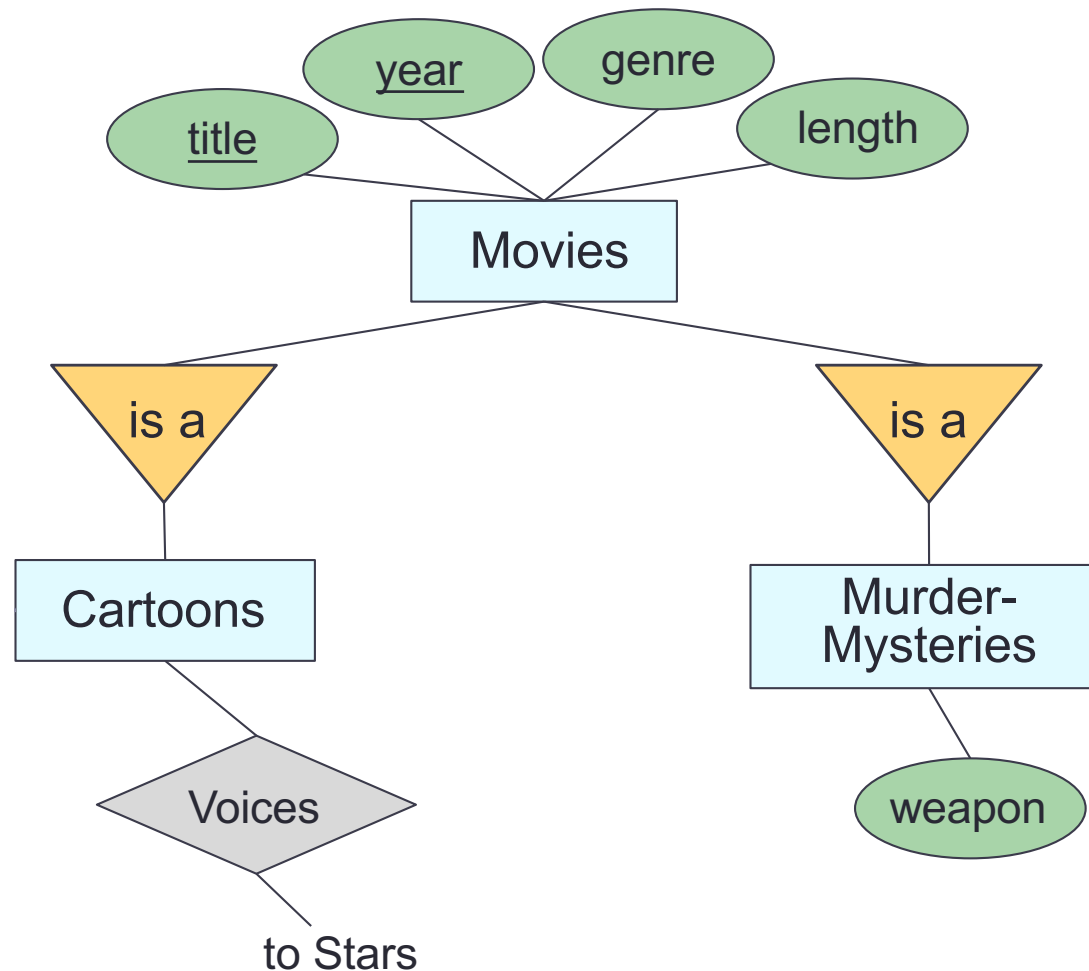 year
genre
title
length
Movies
is a
is a
Cartoons
Murder-
Mysteries
Voices
weapon
to Stars